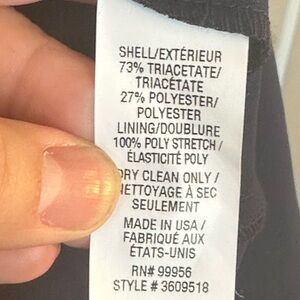 SHELL/EXTÉRIEUR
73% TRIACETATE/
TRIACÉTATE
27% POLYESTER/
POLYESTER
LINING/DOUBLURE
100% POLY STRETCH /
ÉLASTICITÉ POLY
DRY CLEAN ONLY /
NETTOYAGE À SEC
SEULEMENT
MADE IN USA /
FABRIQUÉ AUX
ÉTATS-UNIS
RN# 99956
STYLE # 3609518